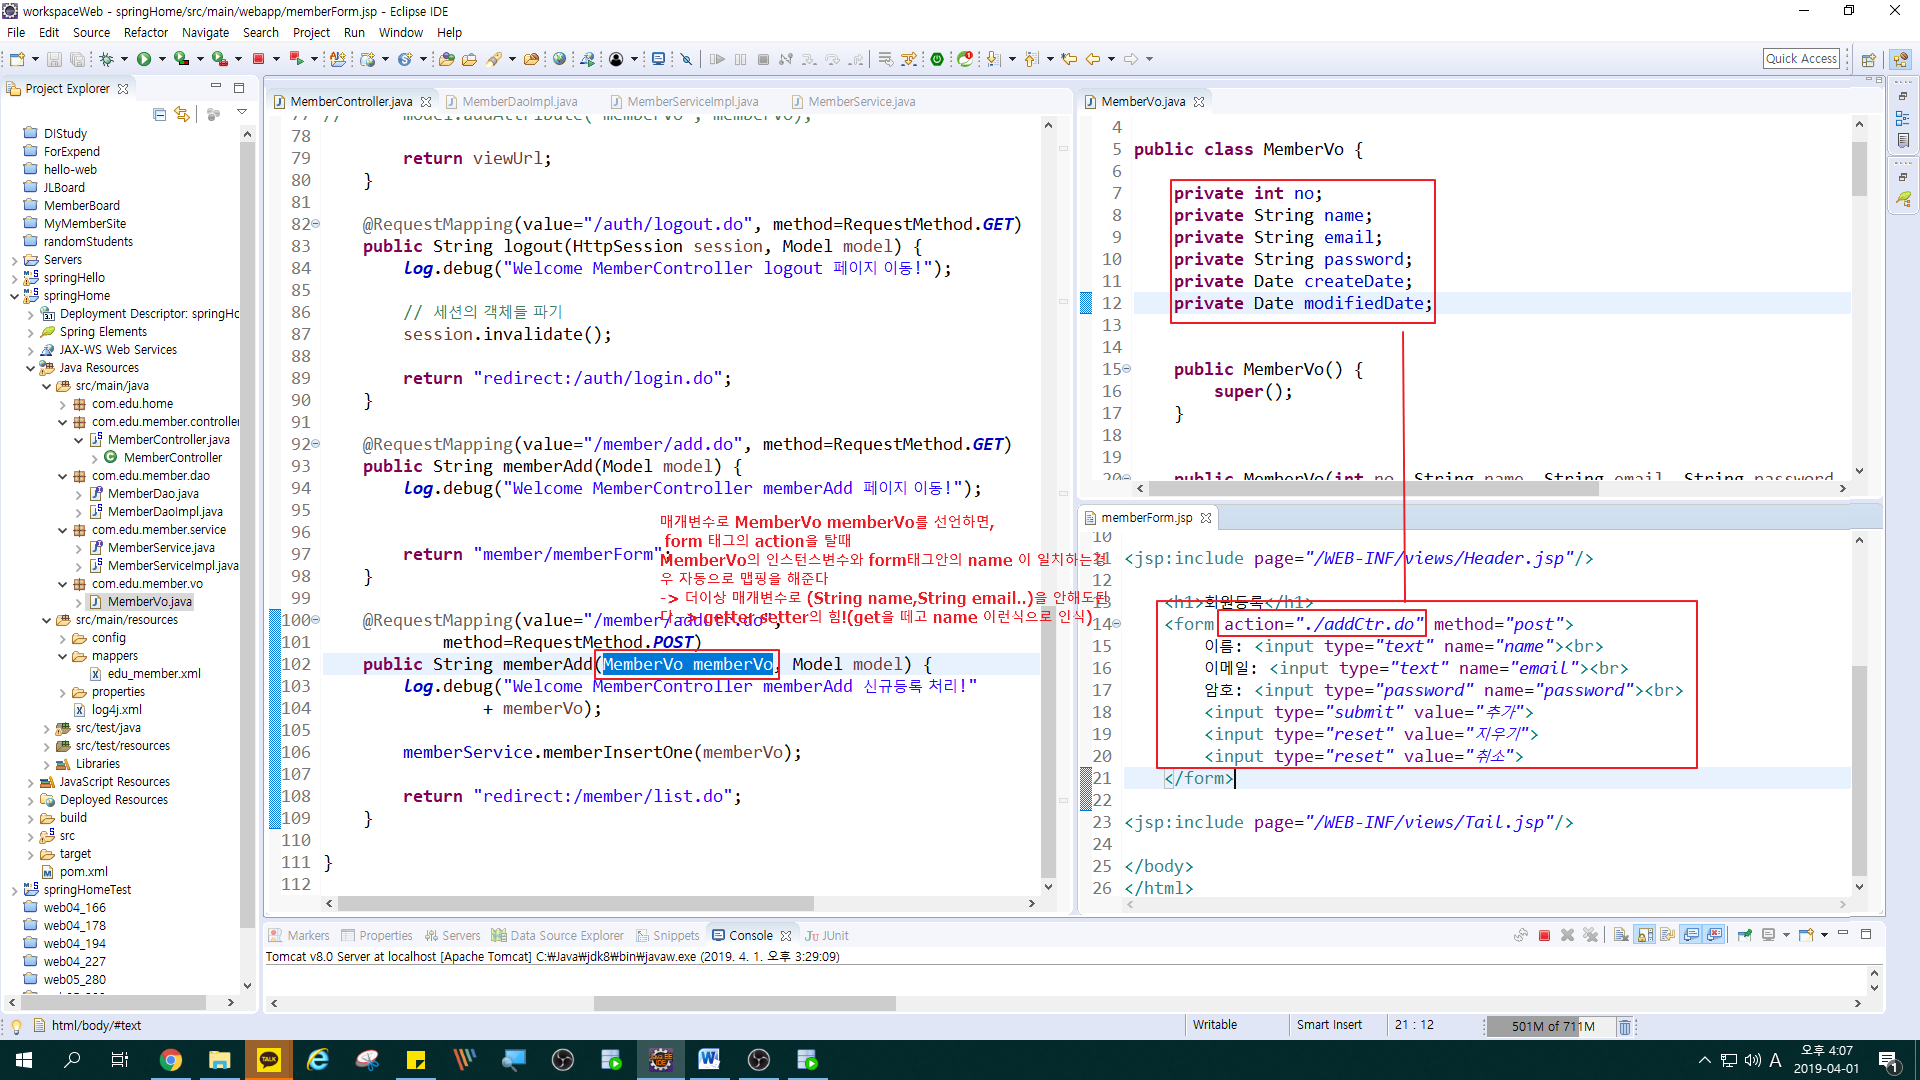 workspaceWeb - springHome/src/main/webapp/memberForm.jsp - Eclipse IDE
File Edit Source Refactor Navigate Search Project Run Window Help
Quick Access
Project Explorer
DIStudy
ForExpend
hello-web
JLBoard
MemberBoard
MyMemberSite
randomStudents
Servers
springHello
springHome
Deployment Descriptor: springHo
Spring Elements
JAX-WS Web Services
Java Resources
src/main/java
com.edu.home
com.edu.member.controller
MemberController.java
MemberController
com.edu.member.dao
MemberDao.java
MemberDaoImpl.java
com.edu.member.service
MemberService.java
MemberServiceImpl.java
com.edu.member.vo
MemberVo.java
src/main/resources
config
mappers
edu_member.xml
properties
log4j.xml
src/test/java
src/test/resources
Libraries
JavaScript Resources
Deployed Resources
build
src
target
pom.xml
springHomeTest
web04_166
web04_178
web04_194
web04_227
web05_280
MemberController.java MemberDaoImpl.java MemberServiceImpl.java MemberService.java
77 // model.addAttribute("memberVo", memberVo);
78
79 return viewUrl;
80 }
81
82 @RequestMapping(value="/auth/logout.do", method=RequestMethod.GET)
83 public String logout(HttpSession session, Model model) {
84 log.debug("Welcome MemberController logout 페이지 이동!");
85
86 // 세션의 객체들 파기
87 session.invalidate();
88
89 return "redirect:/auth/login.do";
90 }
91
92 @RequestMapping(value="/member/add.do", method=RequestMethod.GET)
93 public String memberAdd(Model model) {
94 log.debug("Welcome MemberController memberAdd 페이지 이동!");
95
96
97 return "member/memberForm";
98 }
99
100 @RequestMapping(value="/member/addCtr.do",
101 method=RequestMethod.POST)
102 public String memberAdd(MemberVo memberVo, Model model) {
103 log.debug("Welcome MemberController memberAdd 신규등록 처리!"
104 + memberVo);
105
106 memberService.memberInsertOne(memberVo);
107
108 return "redirect:/member/list.do";
109 }
110
111 }
112
매개변수로 MemberVo memberVo를 선언하면,
form 태그의 action을 탈때
MemberVo의 인스턴스변수와 form태그안의 name 이 일치하는경
우 자동으로 맵핑을 해준다
-> 더이상 매개변수로 (String name,String email..)을 안해도된
다 -> getter setter의 힘!(get을 떼고 name 이런식으로 인식)
MemberVo.java
4
5 public class MemberVo {
6
7 private int no;
8 private String name;
9 private String email;
10 private String password;
11 private Date createDate;
12 private Date modifiedDate;
13
14
15 public MemberVo() {
16 super();
17 }
18
19
20 public MemberVo(int no, String name, String email, String password,
memberForm.jsp
10
11 <jsp:include page="/WEB-INF/views/Header.jsp"/>
12
13 <h1>회원등록</h1>
14 <form action="./addCtr.do" method="post">
15 이름: <input type="text" name="name"><br>
16 이메일: <input type="text" name="email"><br>
17 암호: <input type="password" name="password"><br>
18 <input type="submit" value="추가">
19 <input type="reset" value="지우기">
20 <input type="reset" value="취소">
21 </form>
22
23 <jsp:include page="/WEB-INF/views/Tail.jsp"/>
24
25 </body>
26 </html>
Markers Properties Servers Data Source Explorer Snippets Console JUnit
Tomcat v8.0 Server at localhost [Apache Tomcat] C:₩Java₩jdk8₩bin₩javaw.exe (2019. 4. 1. 오후 3:29:09)
html/body/#text
Writable
Smart Insert
21 : 12
501M of 711M
TALK
A
오후 4:07
2019-04-01
1